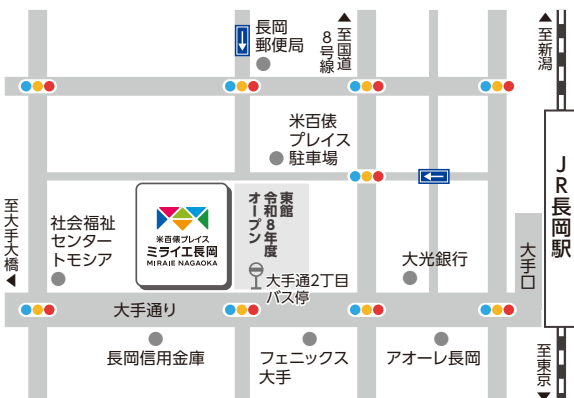 長岡
郵便局
至国道
8号線
至新潟
米百俵
プレイス
駐車場
JR長岡駅
至大手大橋
社会福祉
センター
トモシア
米百俵プレイス
ミライエ長岡
MIRAIE NAGAOKA
東館
令和8年度
オープン
大手通2丁目
バス停
大光銀行
大手口
大手通り
長岡信用金庫
フェニックス
大手
アオーレ長岡
至東京